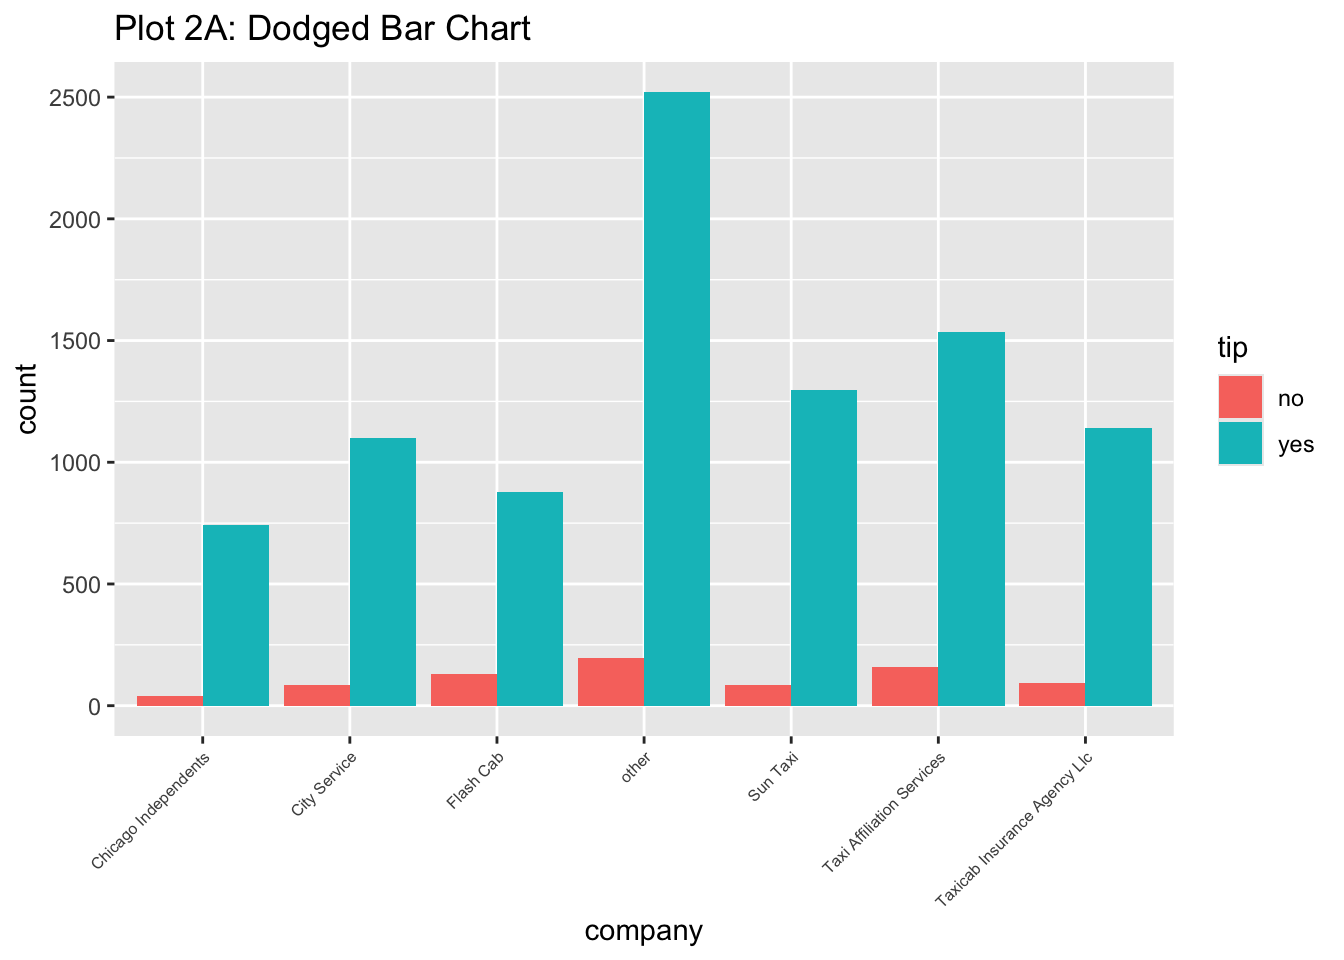 Plot 2A: Dodged Bar Chart
2500
2000
1500
1000
500
0
count
Chicago Independents
City Service
Flash Cab
other
Sun Taxi
Taxi Affiliation Services
Taxicab Insurance Agency Llc
company
tip
no
yes